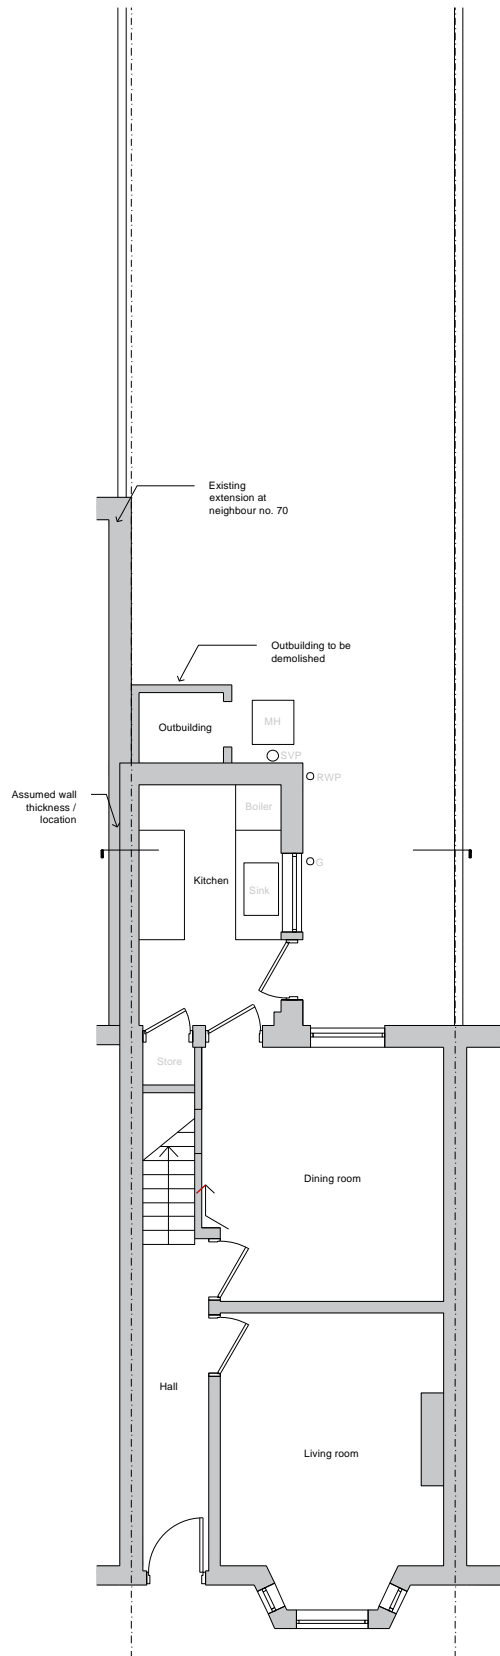 Existing
extension at
neighbour no. 70
Outbuilding to be
demolished
MH
Outbuilding
SVP
RWP
Assumed wall
thickness /
location
Boiler
G
Kitchen
Sink
Store
Dining room
Hall
Living room